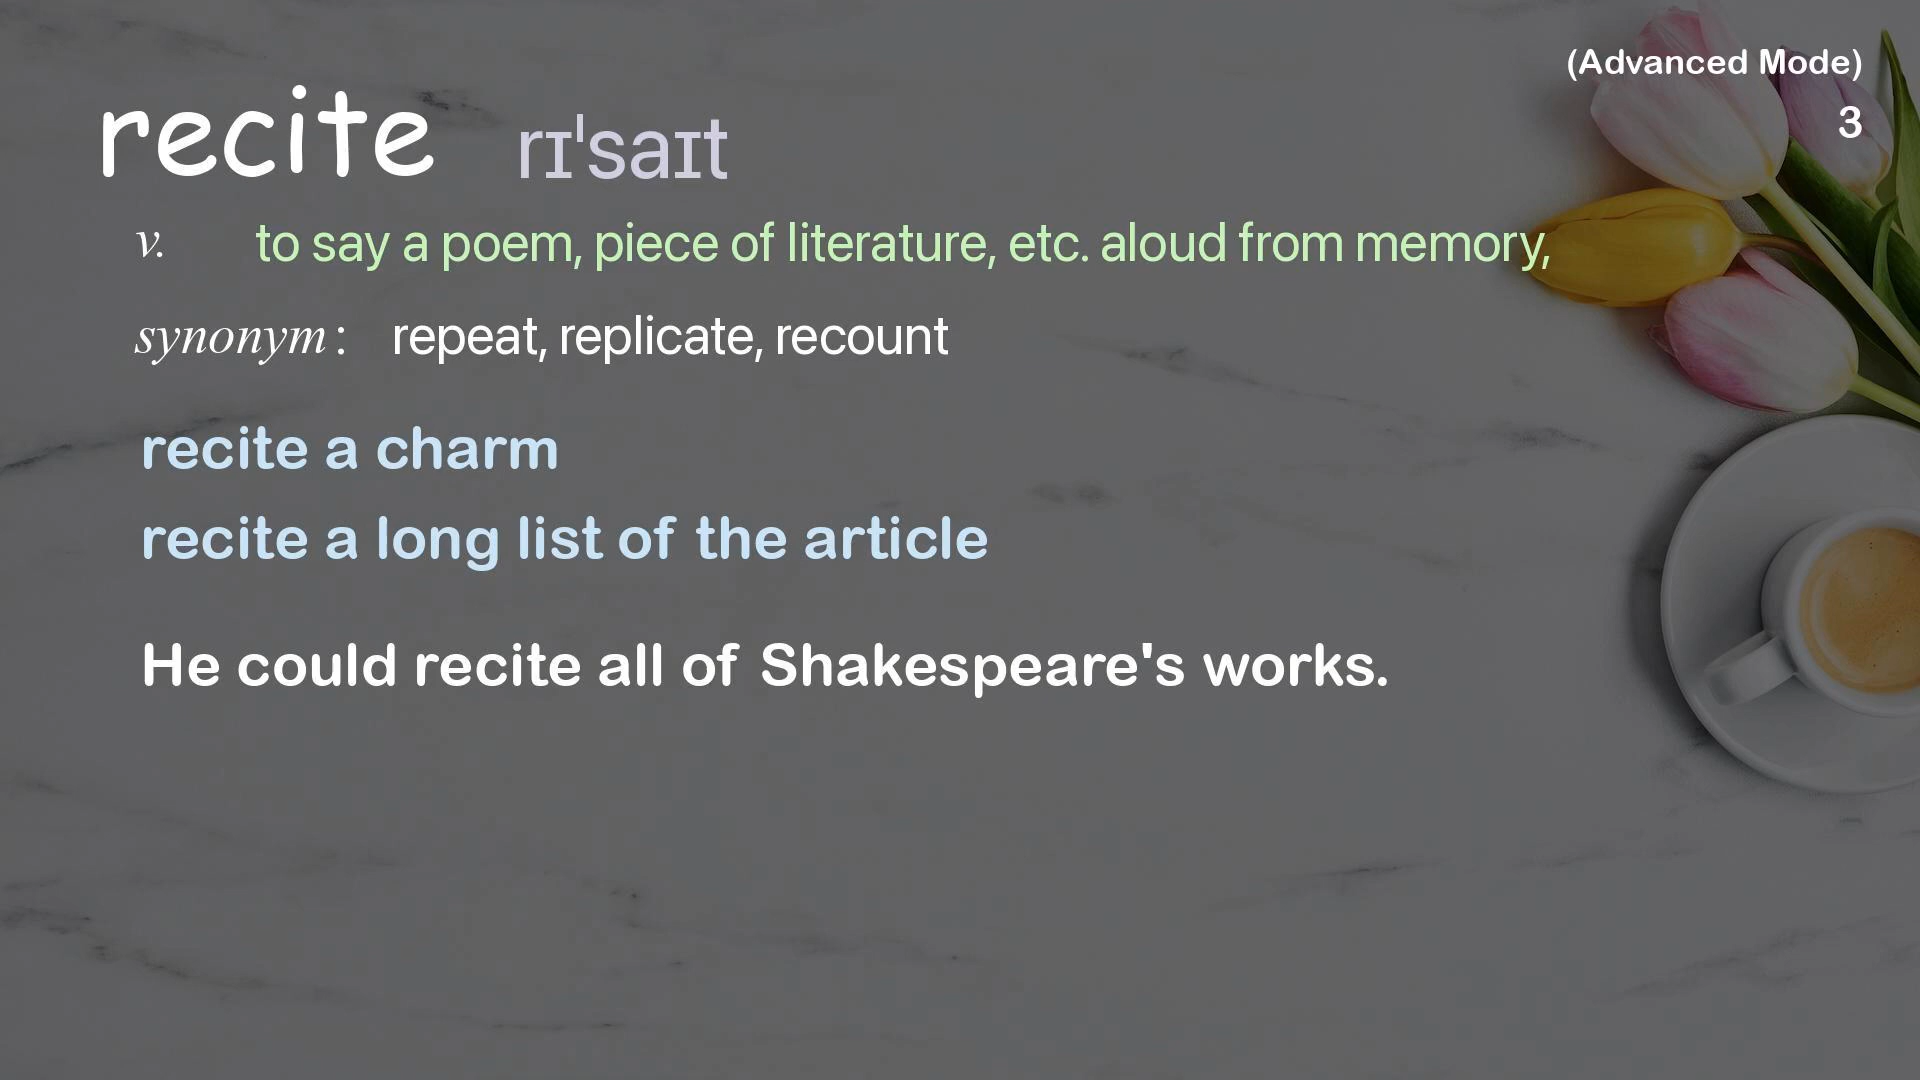 (Advanced Mode)
3
recite rɪˈsaɪt
v. to say a poem, piece of literature, etc. aloud from memory,
synonym: repeat, replicate, recount
recite a charm
recite a long list of the article
He could recite all of Shakespeare's works.